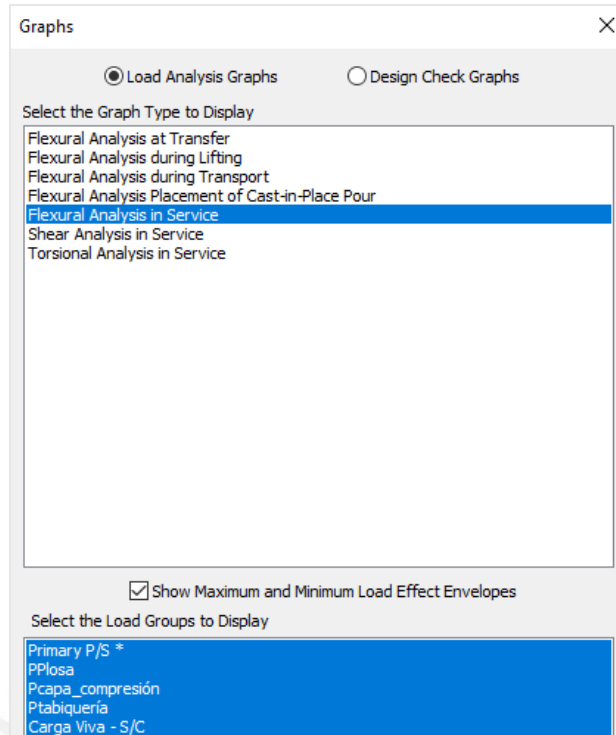 Graphs
Load Analysis Graphs Design Check Graphs
Select the Graph Type to Display
Flexural Analysis at Transfer
Flexural Analysis during Lifting
Flexural Analysis during Transport
Flexural Analysis Placement of Cast-in-Place Pour
Flexural Analysis in Service
Shear Analysis in Service
Torsional Analysis in Service
Show Maximum and Minimum Load Effect Envelopes
Select the Load Groups to Display
Primary P/S *
PPlosa
Pcapa_compresión
Ptabiquería
Carga Viva - S/C